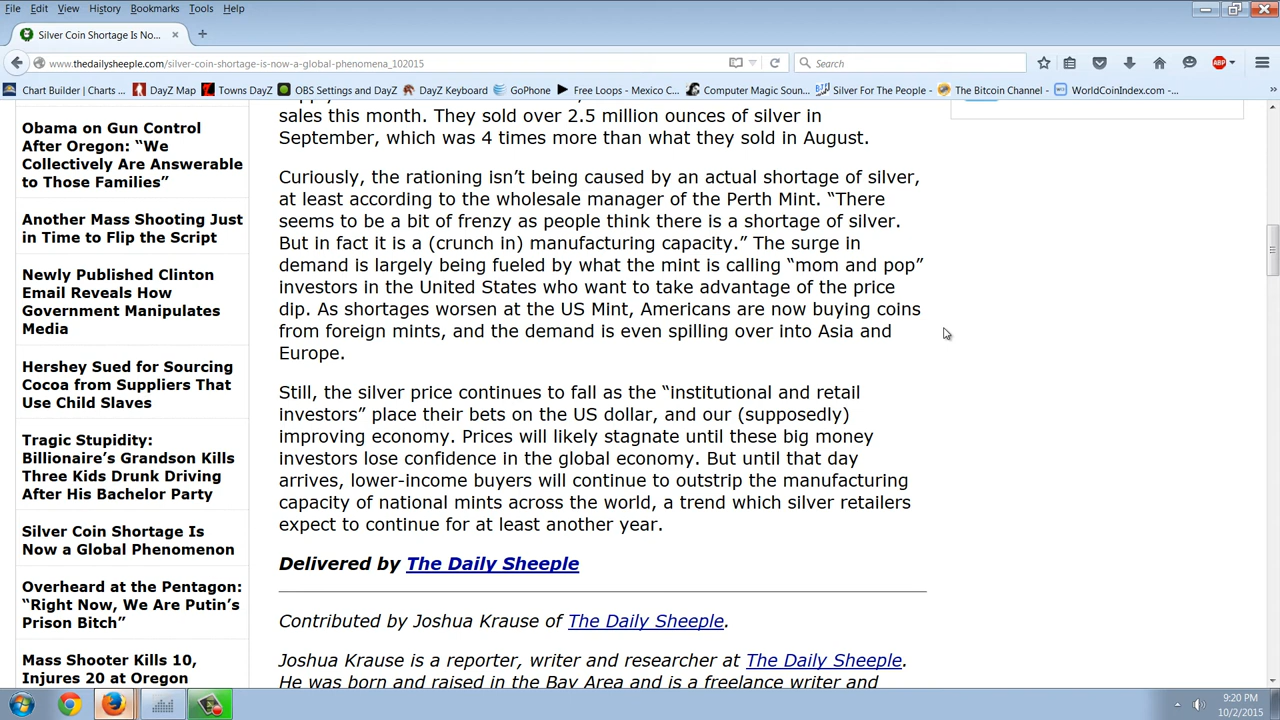 File Edit View History Bookmarks Tools Help
Silver Coin Shortage Is No...
www.thedailysheeple.com/silver-coin-shortage-is-now-a-global-phenomena_102015
Search
ABP
Chart Builder | Charts ... DayZ Map Towns DayZ OBS Settings and DayZ DayZ Keyboard GoPhone Free Loops - Mexico C... Computer Magic Soun... Silver For The People - The Bitcoin Channel - WorldCoinIndex.com -...
Obama on Gun Control
After Oregon: “We
Collectively Are Answerable
to Those Families”
Another Mass Shooting Just
in Time to Flip the Script
Newly Published Clinton
Email Reveals How
Government Manipulates
Media
Hershey Sued for Sourcing
Cocoa from Suppliers That
Use Child Slaves
Tragic Stupidity:
Billionaire’s Grandson Kills
Three Kids Drunk Driving
After His Bachelor Party
Silver Coin Shortage Is
Now a Global Phenomenon
Overheard at the Pentagon:
“Right Now, We Are Putin’s
Prison Bitch”
Mass Shooter Kills 10,
Injures 20 at Oregon
sales this month. They sold over 2.5 million ounces of silver in
September, which was 4 times more than what they sold in August.
Curiously, the rationing isn’t being caused by an actual shortage of silver,
at least according to the wholesale manager of the Perth Mint. “There
seems to be a bit of frenzy as people think there is a shortage of silver.
But in fact it is a (crunch in) manufacturing capacity.” The surge in
demand is largely being fueled by what the mint is calling “mom and pop”
investors in the United States who want to take advantage of the price
dip. As shortages worsen at the US Mint, Americans are now buying coins
from foreign mints, and the demand is even spilling over into Asia and
Europe.
Still, the silver price continues to fall as the “institutional and retail
investors” place their bets on the US dollar, and our (supposedly)
improving economy. Prices will likely stagnate until these big money
investors lose confidence in the global economy. But until that day
arrives, lower-income buyers will continue to outstrip the manufacturing
capacity of national mints across the world, a trend which silver retailers
expect to continue for at least another year.
Delivered by The Daily Sheeple
Contributed by Joshua Krause of The Daily Sheeple.
Joshua Krause is a reporter, writer and researcher at The Daily Sheeple.
He was born and raised in the Bay Area and is a freelance writer and
9:20 PM
10/2/2015